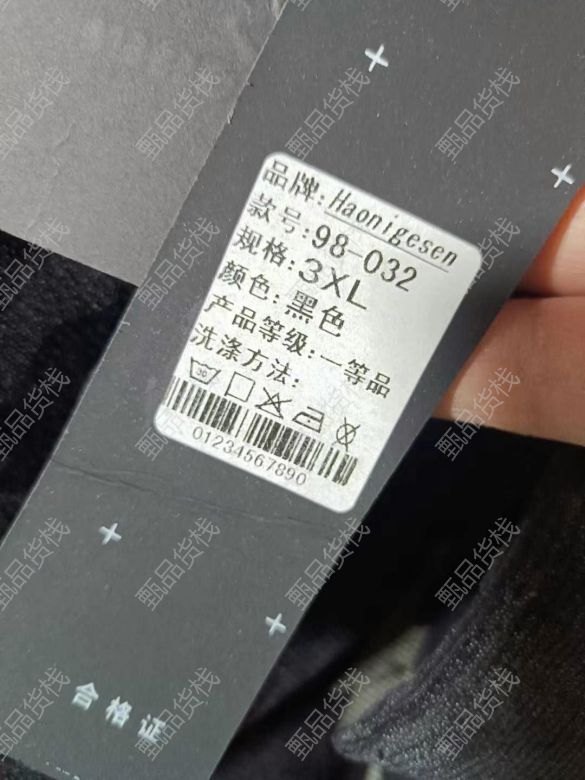 品牌:Haonigesen
款号:98-032
规格:3XL
颜色:黑色
产品等级:一等品
洗涤方法:
30
01234567890
合格证
甄品货栈